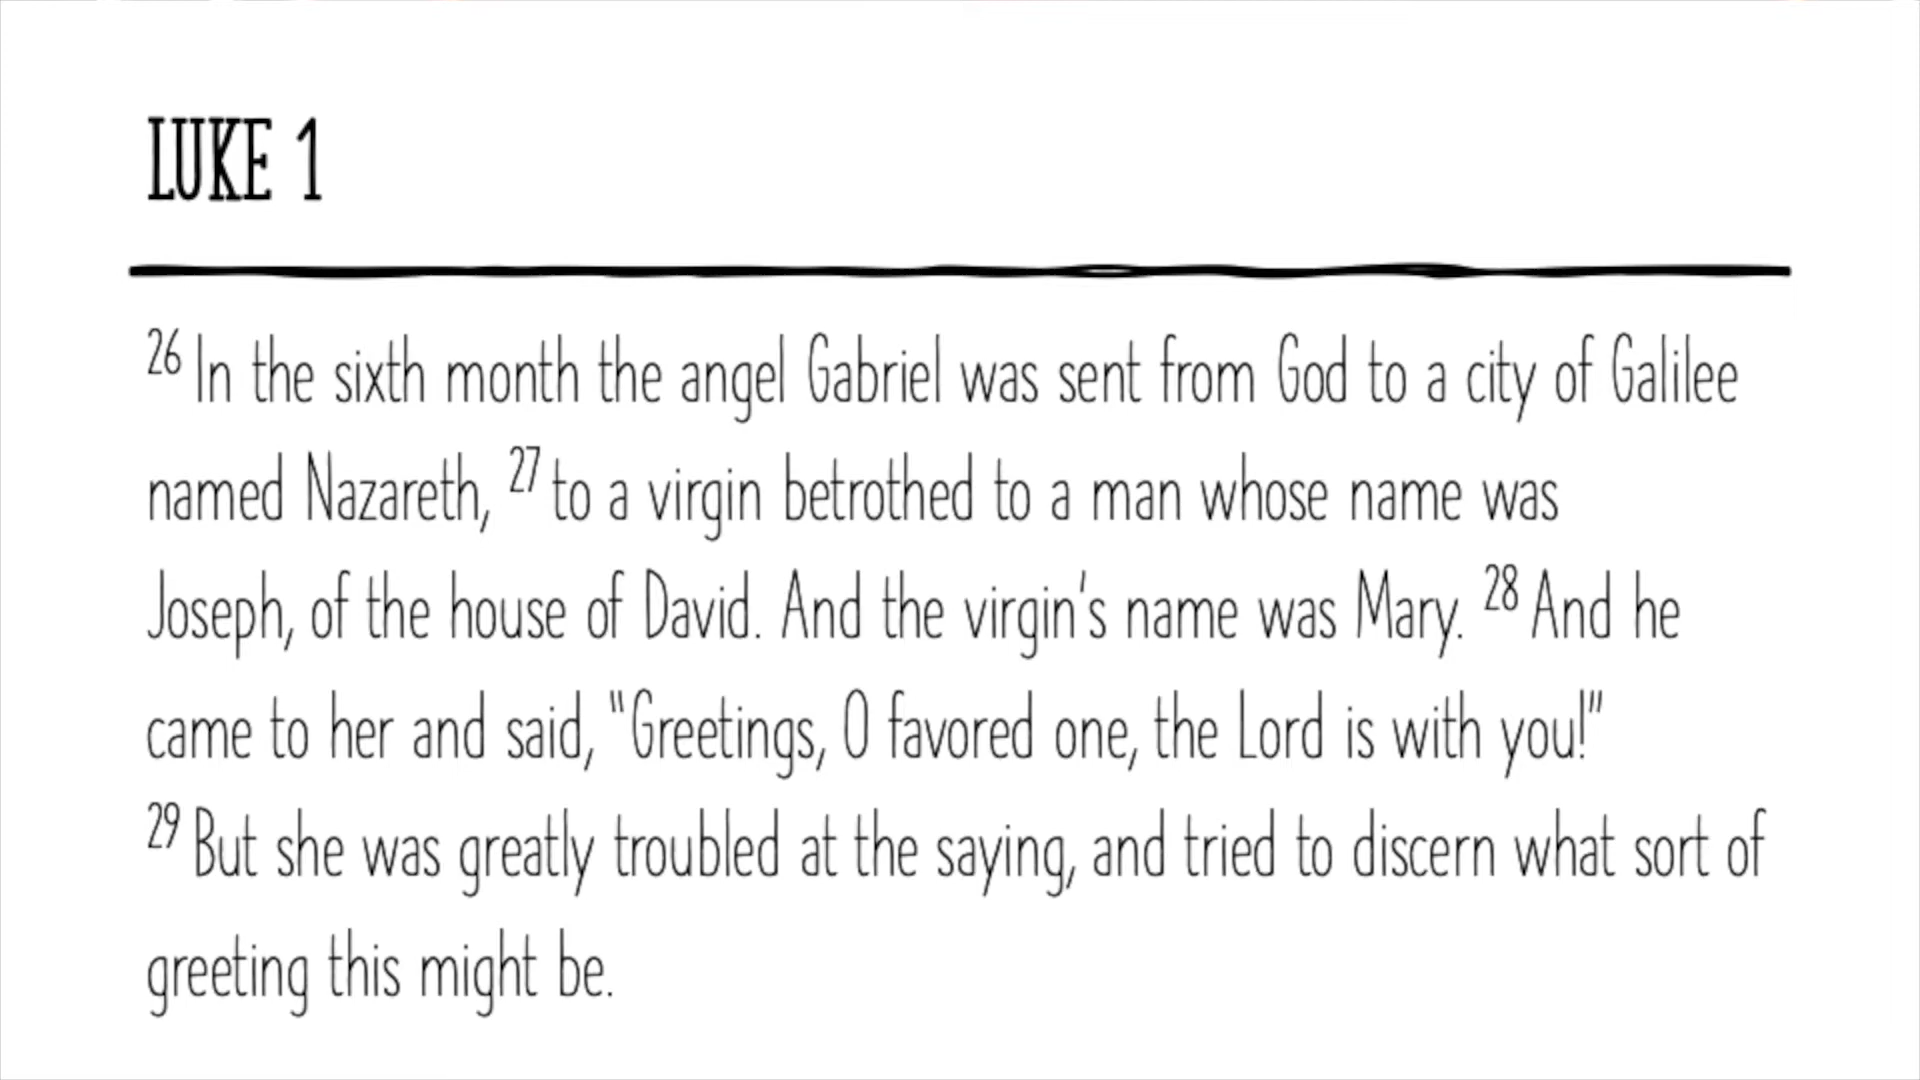 LUKE 1
26 In the sixth month the angel Gabriel was sent from God to a city of Galilee
named Nazareth, 27 to a virgin betrothed to a man whose name was
Joseph, of the house of David. And the virgin's name was Mary. 28 And he
came to her and said, "Greetings, O favored one, the Lord is with you!"
29 But she was greatly troubled at the saying, and tried to discern what sort of
greeting this might be.